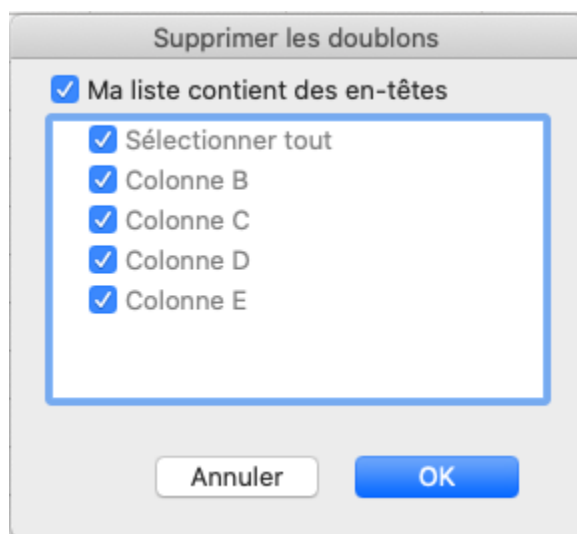 Supprimer les doublons
Ma liste contient des en-têtes
Sélectionner tout
Colonne B
Colonne C
Colonne D
Colonne E
Annuler
OK